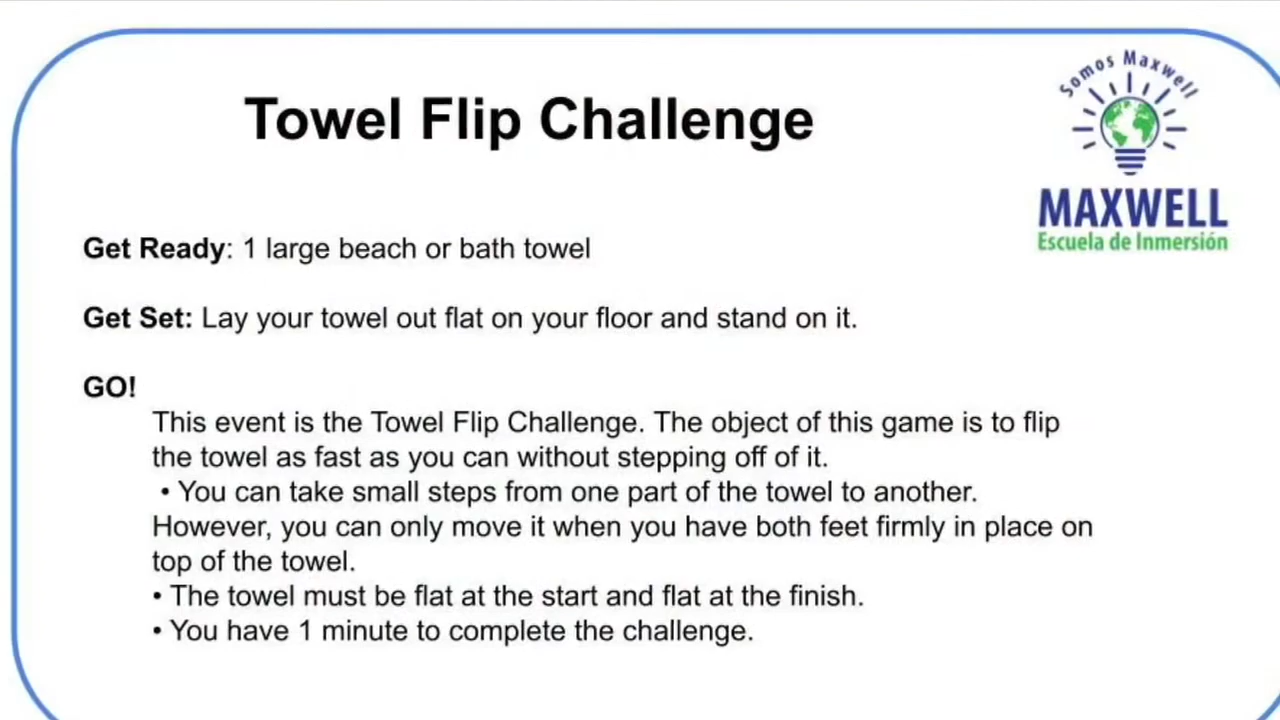 Somos Maxwell
Towel Flip Challenge
MAXWELL
Escuela de Inmersión
Get Ready: 1 large beach or bath towel
Get Set: Lay your towel out flat on your floor and stand on it.
GO!
This event is the Towel Flip Challenge. The object of this game is to flip
the towel as fast as you can without stepping off of it.
• You can take small steps from one part of the towel to another.
However, you can only move it when you have both feet firmly in place on
top of the towel.
• The towel must be flat at the start and flat at the finish.
• You have 1 minute to complete the challenge.